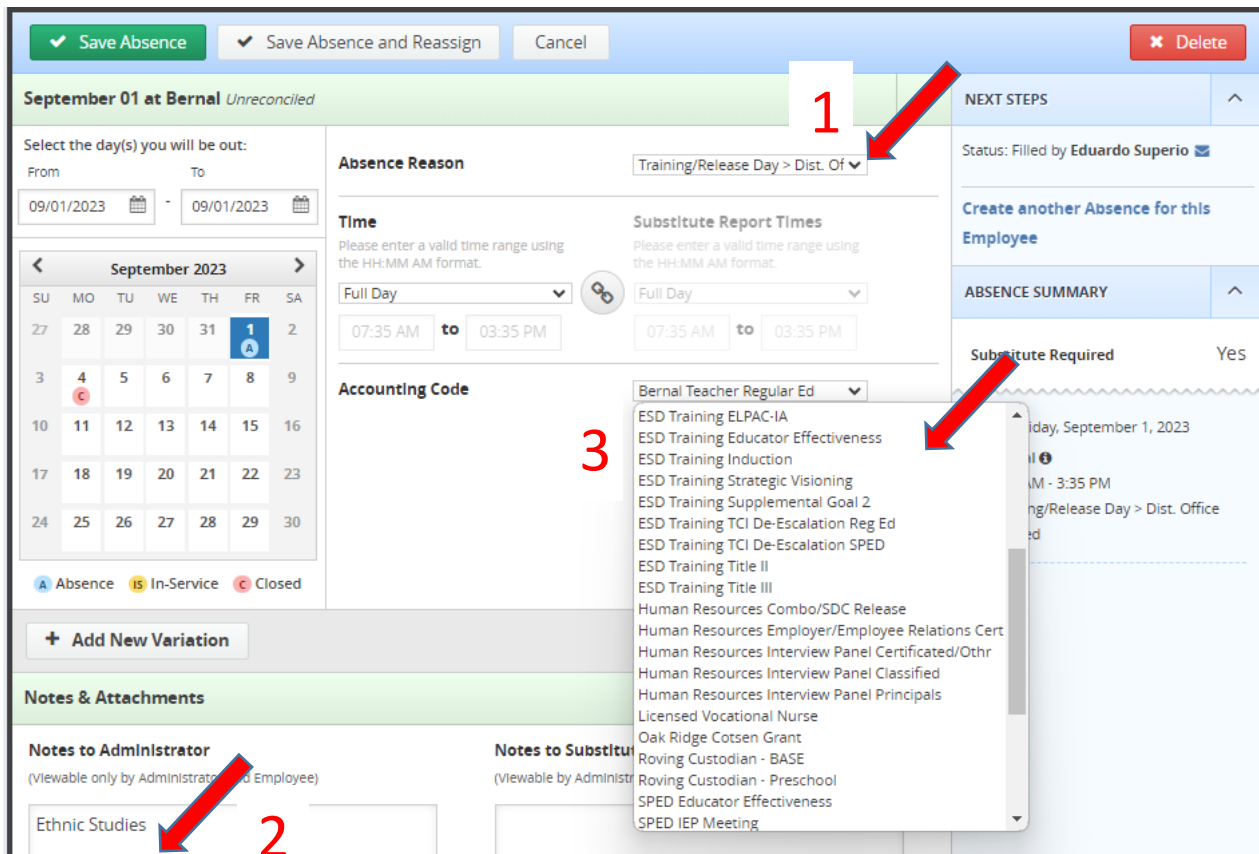 Save Absence
Save Absence and Reassign
Cancel
Delete
September 01 at Bernal Unreconciled
1
NEXT STEPS
Select the day(s) you will be out:
From
To
09/01/2023 - 09/01/2023
Absence Reason
Training/Release Day > Dist. Of
Status: Filled by Eduardo Superio
Create another Absence for this
Employee
Time
Please enter a valid time range using
the HH:MM AM format.
Full Day
07:35 AM to 03:35 PM
Substitute Report Times
Please enter a valid time range using
the HH:MM AM format.
Full Day
07:35 AM to 03:35 PM
September 2023
SU MO TU WE TH FR SA
27 28 29 30 31 1 2
A
3 4 5 6 7 8 9
C
10 11 12 13 14 15 16
17 18 19 20 21 22 23
24 25 26 27 28 29 30
A Absence IS In-Service C Closed
ABSENCE SUMMARY
Substitute Required Yes
Accounting Code
Bernal Teacher Regular Ed
3
ESD Training ELPAC-IA
ESD Training Educator Effectiveness
ESD Training Induction
ESD Training Strategic Visioning
ESD Training Supplemental Goal 2
ESD Training TCI De-Escalation Reg Ed
ESD Training TCI De-Escalation SPED
ESD Training Title II
ESD Training Title III
Human Resources Combo/SDC Release
Human Resources Employer/Employee Relations Cert
Human Resources Interview Panel Certificated/Othr
Human Resources Interview Panel Classified
Human Resources Interview Panel Principals
Licensed Vocational Nurse
Oak Ridge Cotsen Grant
Roving Custodian - BASE
Roving Custodian - Preschool
SPED Educator Effectiveness
SPED IEP Meeting
iday, September 1, 2023
M - 3:35 PM
ng/Release Day > Dist. Office
ed
+ Add New Variation
Notes & Attachments
Notes to Administrator
(Viewable only by Administrator Employee)
Ethnic Studies
2
Notes to Substitut
(Viewable by Administr